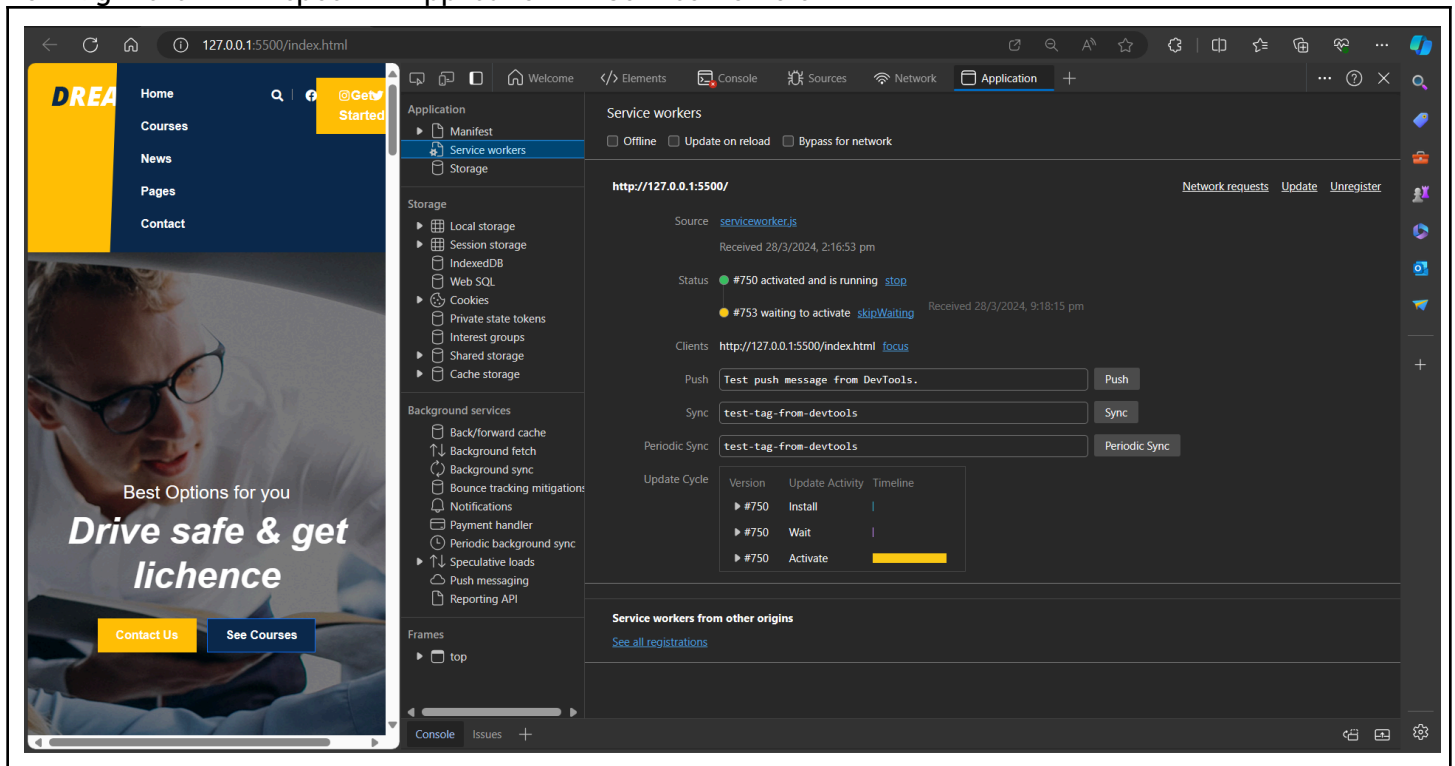 127.0.0.1:5500/index.html
DREA
Home
Courses
News
Pages
Contact
Get
Started
Best Options for you
Drive safe & get
lichence
Contact Us See Courses
Welcome Elements Console Sources Network Application
Application
Manifest
Service workers
Storage
Storage
Local storage
Session storage
IndexedDB
Web SQL
Cookies
Private state tokens
Interest groups
Shared storage
Cache storage
Background services
Back/forward cache
Background fetch
Background sync
Bounce tracking mitigations
Notifications
Payment handler
Periodic background sync
Speculative loads
Push messaging
Reporting API
Frames
top
Service workers
Offline Update on reload Bypass for network
http://127.0.0.1:5500/ Network requests Update Unregister
Source serviceworker.js
Received 28/3/2024, 2:16:53 pm
Status #750 activated and is running stop
#753 waiting to activate skipWaiting Received 28/3/2024, 9:18:15 pm
Clients http://127.0.0.1:5500/index.html focus
Push Test push message from DevTools. Push
Sync test-tag-from-devtools Sync
Periodic Sync test-tag-from-devtools Periodic Sync
Update Cycle Version Update Activity Timeline
#750 Install
#750 Wait
#750 Activate
Service workers from other origins
See all registrations
Console Issues